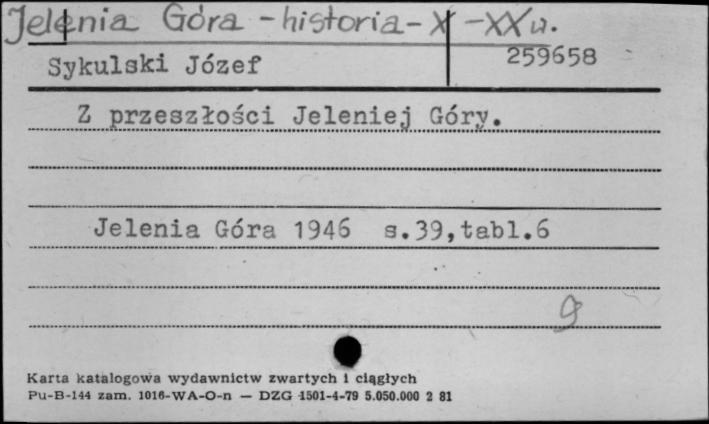 Jelenia Góra - historia - X - XX w.
Sykulski Józef 259658
Z przeszłości Jeleniej Góry.
Jelenia Góra 1946 s.39,tabl.6
9
Karta katalogowa wydawnictw zwartych i ciągłych
Pu-B-144 zam. 1016-WA-O-n — DZG 1501-4-79 5.050.000 2 81